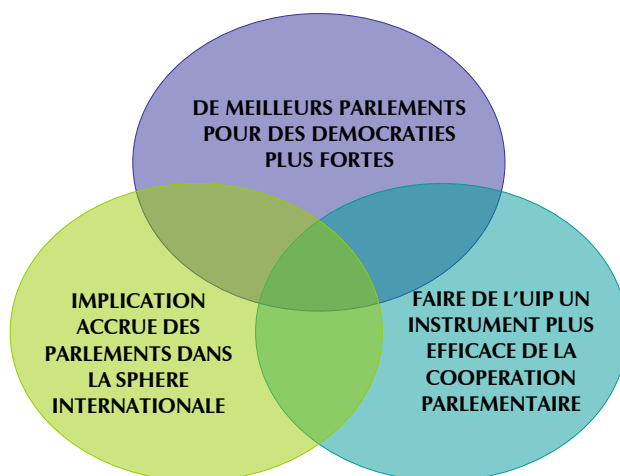 DE MEILLEURS PARLEMENTS
POUR DES DEMOCRATIES
PLUS FORTES
IMPLICATION
ACCRUE DES
PARLEMENTS DANS
LA SPHERE
INTERNATIONALE
FAIRE DE L’UIP UN
INSTRUMENT PLUS
EFFICACE DE LA
COOPERATION
PARLEMENTAIRE